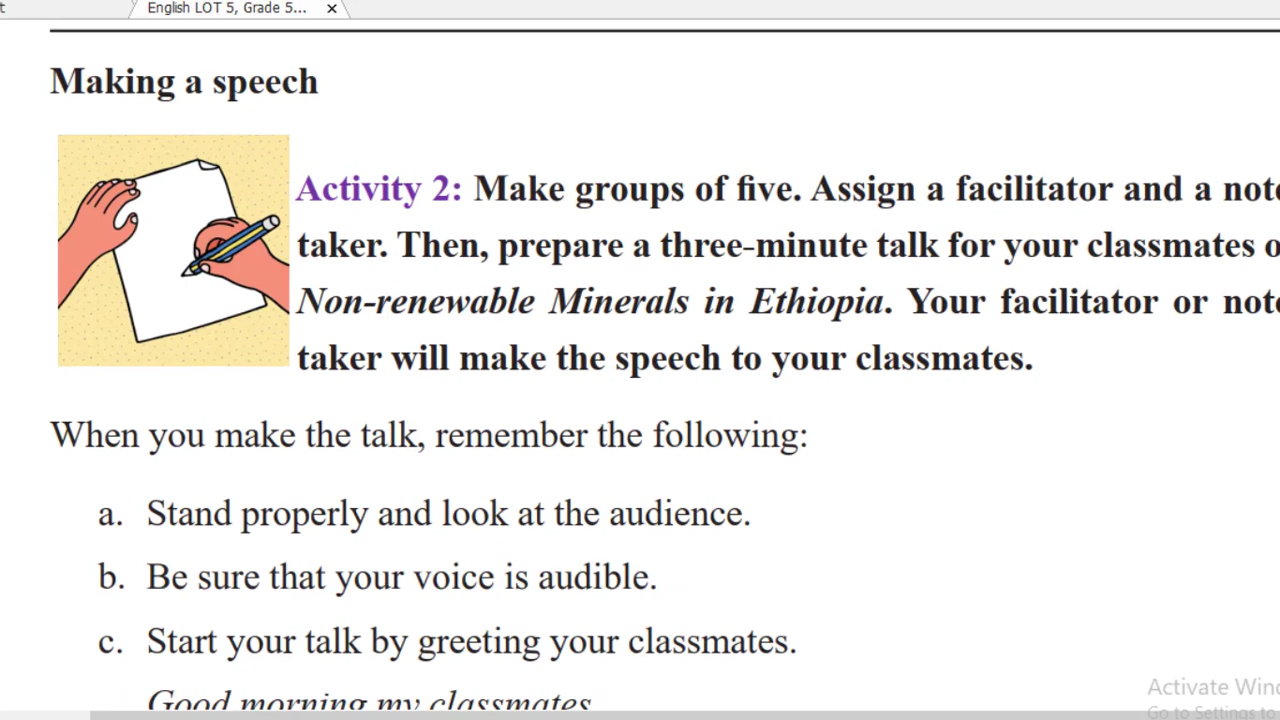 English LOT 5, Grade 5...
Making a speech
Activity 2: Make groups of five. Assign a facilitator and a note
taker. Then, prepare a three-minute talk for your classmates o
Non-renewable Minerals in Ethiopia. Your facilitator or note
taker will make the speech to your classmates.
When you make the talk, remember the following:
a. Stand properly and look at the audience.
b. Be sure that your voice is audible.
c. Start your talk by greeting your classmates.
Good morning my classmates
Activate Wind
Go to Settings to